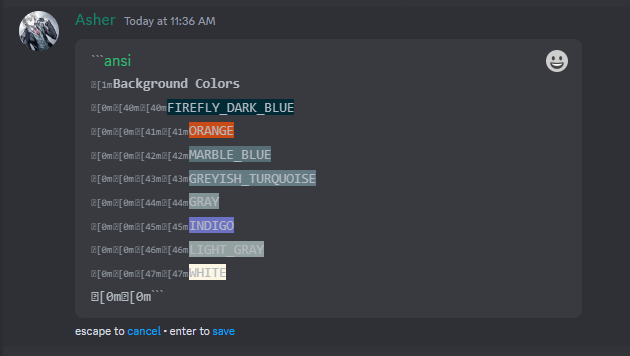 Asher Today at 11:36 AM
```ansi
[1mBackground Colors
[0m[40m[40mFIREFLY_DARK_BLUE
[0m[0m[41m[41mORANGE
[0m[0m[42m[42mMARBLE_BLUE
[0m[0m[43m[43mGREYISH_TURQUOISE
[0m[0m[44m[44mGRAY
[0m[0m[45m[45mINDIGO
[0m[0m[46m[46mLIGHT_GRAY
[0m[0m[47m[47mWHITE
[0m[0m```
escape to cancel • enter to save